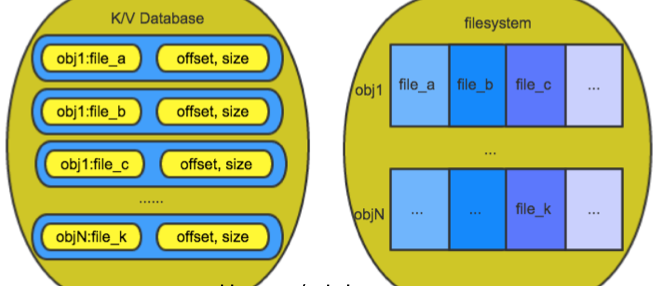 K/V Database
obj1:file_a offset, size
obj1:file_b offset, size
obj1:file_c offset, size
......
objN:file_k offset, size
filesystem
obj1 file_a file_b file_c ...
...
objN ... ... file_k ...